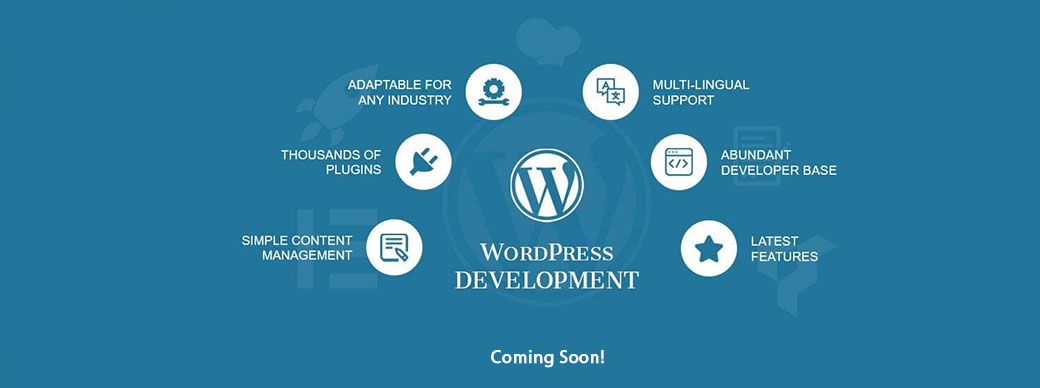 ADAPTABLE FOR
ANY INDUSTRY
MULTI-LINGUAL
SUPPORT
THOUSANDS OF
PLUGINS
ABUNDANT
DEVELOPER BASE
SIMPLE CONTENT
MANAGEMENT
LATEST
FEATURES
WORDPRESS
DEVELOPMENT
Coming Soon!